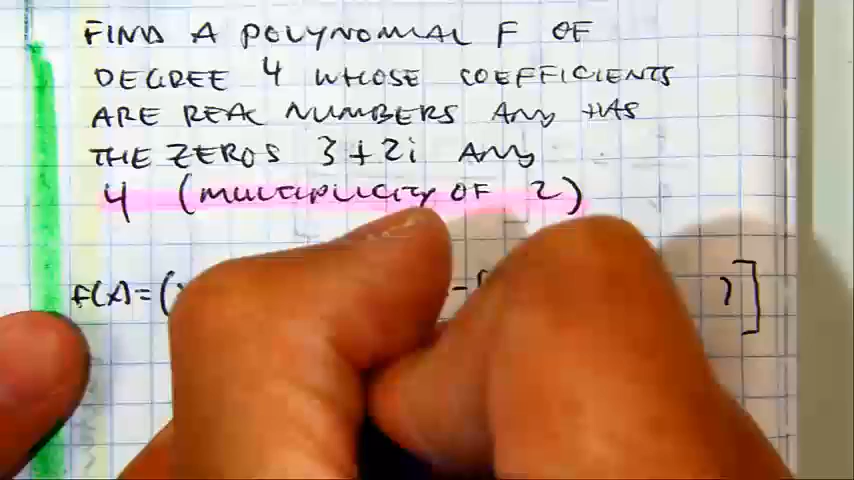 FIND A POLYNOMIAL F OF
DEGREE 4 WHOSE COEFFICIENTS
ARE REAL NUMBERS AND HAS
THE ZEROS 3+2i AND
4 (MULTIPLICITY OF 2)
F(X)=( -[ )]